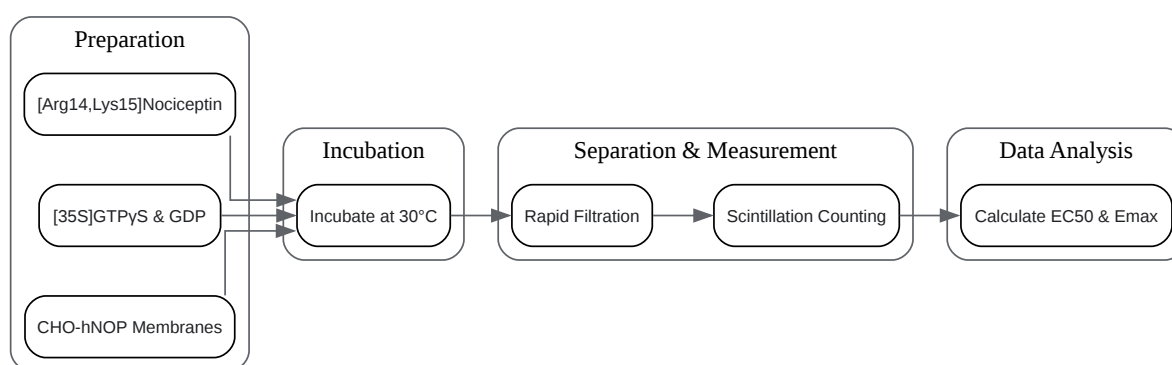 Preparation
[Arg14,Lys15]Nociceptin
[35S]GTPγS & GDP
CHO-hNOP Membranes
Incubation
Incubate at 30°C
Separation & Measurement
Rapid Filtration
Scintillation Counting
Data Analysis
Calculate EC50 & Emax